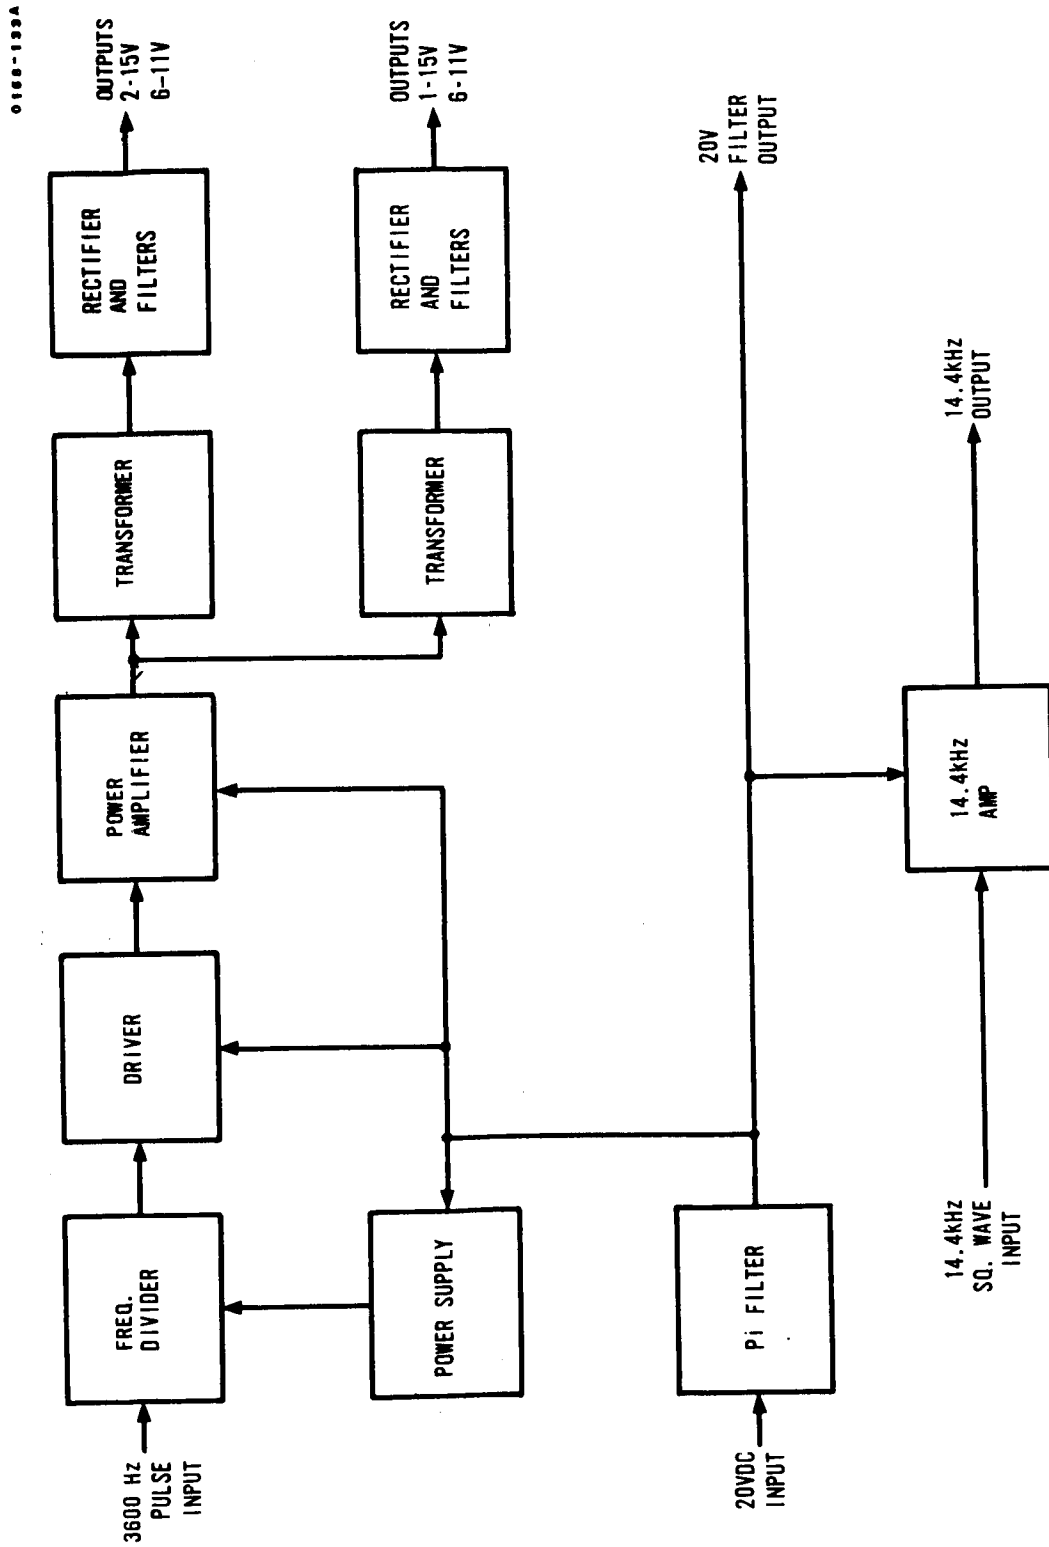 3600 Hz
PULSE
INPUT
FREQ.
DIVIDER
DRIVER
POWER
AMPLIFIER
TRANSFORMER
RECTIFIER
AND
FILTERS
OUTPUTS
2-15V
6-11V
POWER SUPPLY
TRANSFORMER
RECTIFIER
AND
FILTERS
OUTPUTS
1-15V
6-11V
20VDC
INPUT
Pi FILTER
20V
FILTER
OUTPUT
14.4kHz
SQ. WAVE
INPUT
14.4kHz
AMP
14.4kHz
OUTPUT